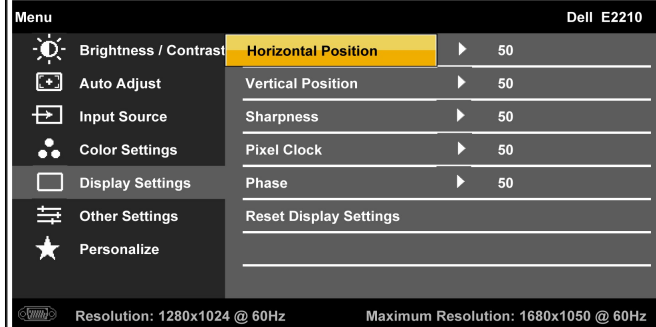 Menu Dell E2210
Brightness / Contrast Horizontal Position 50
Auto Adjust Vertical Position 50
Input Source Sharpness 50
Color Settings Pixel Clock 50
Display Settings Phase 50
Other Settings Reset Display Settings
Personalize
Resolution: 1280x1024 @ 60Hz Maximum Resolution: 1680x1050 @ 60Hz